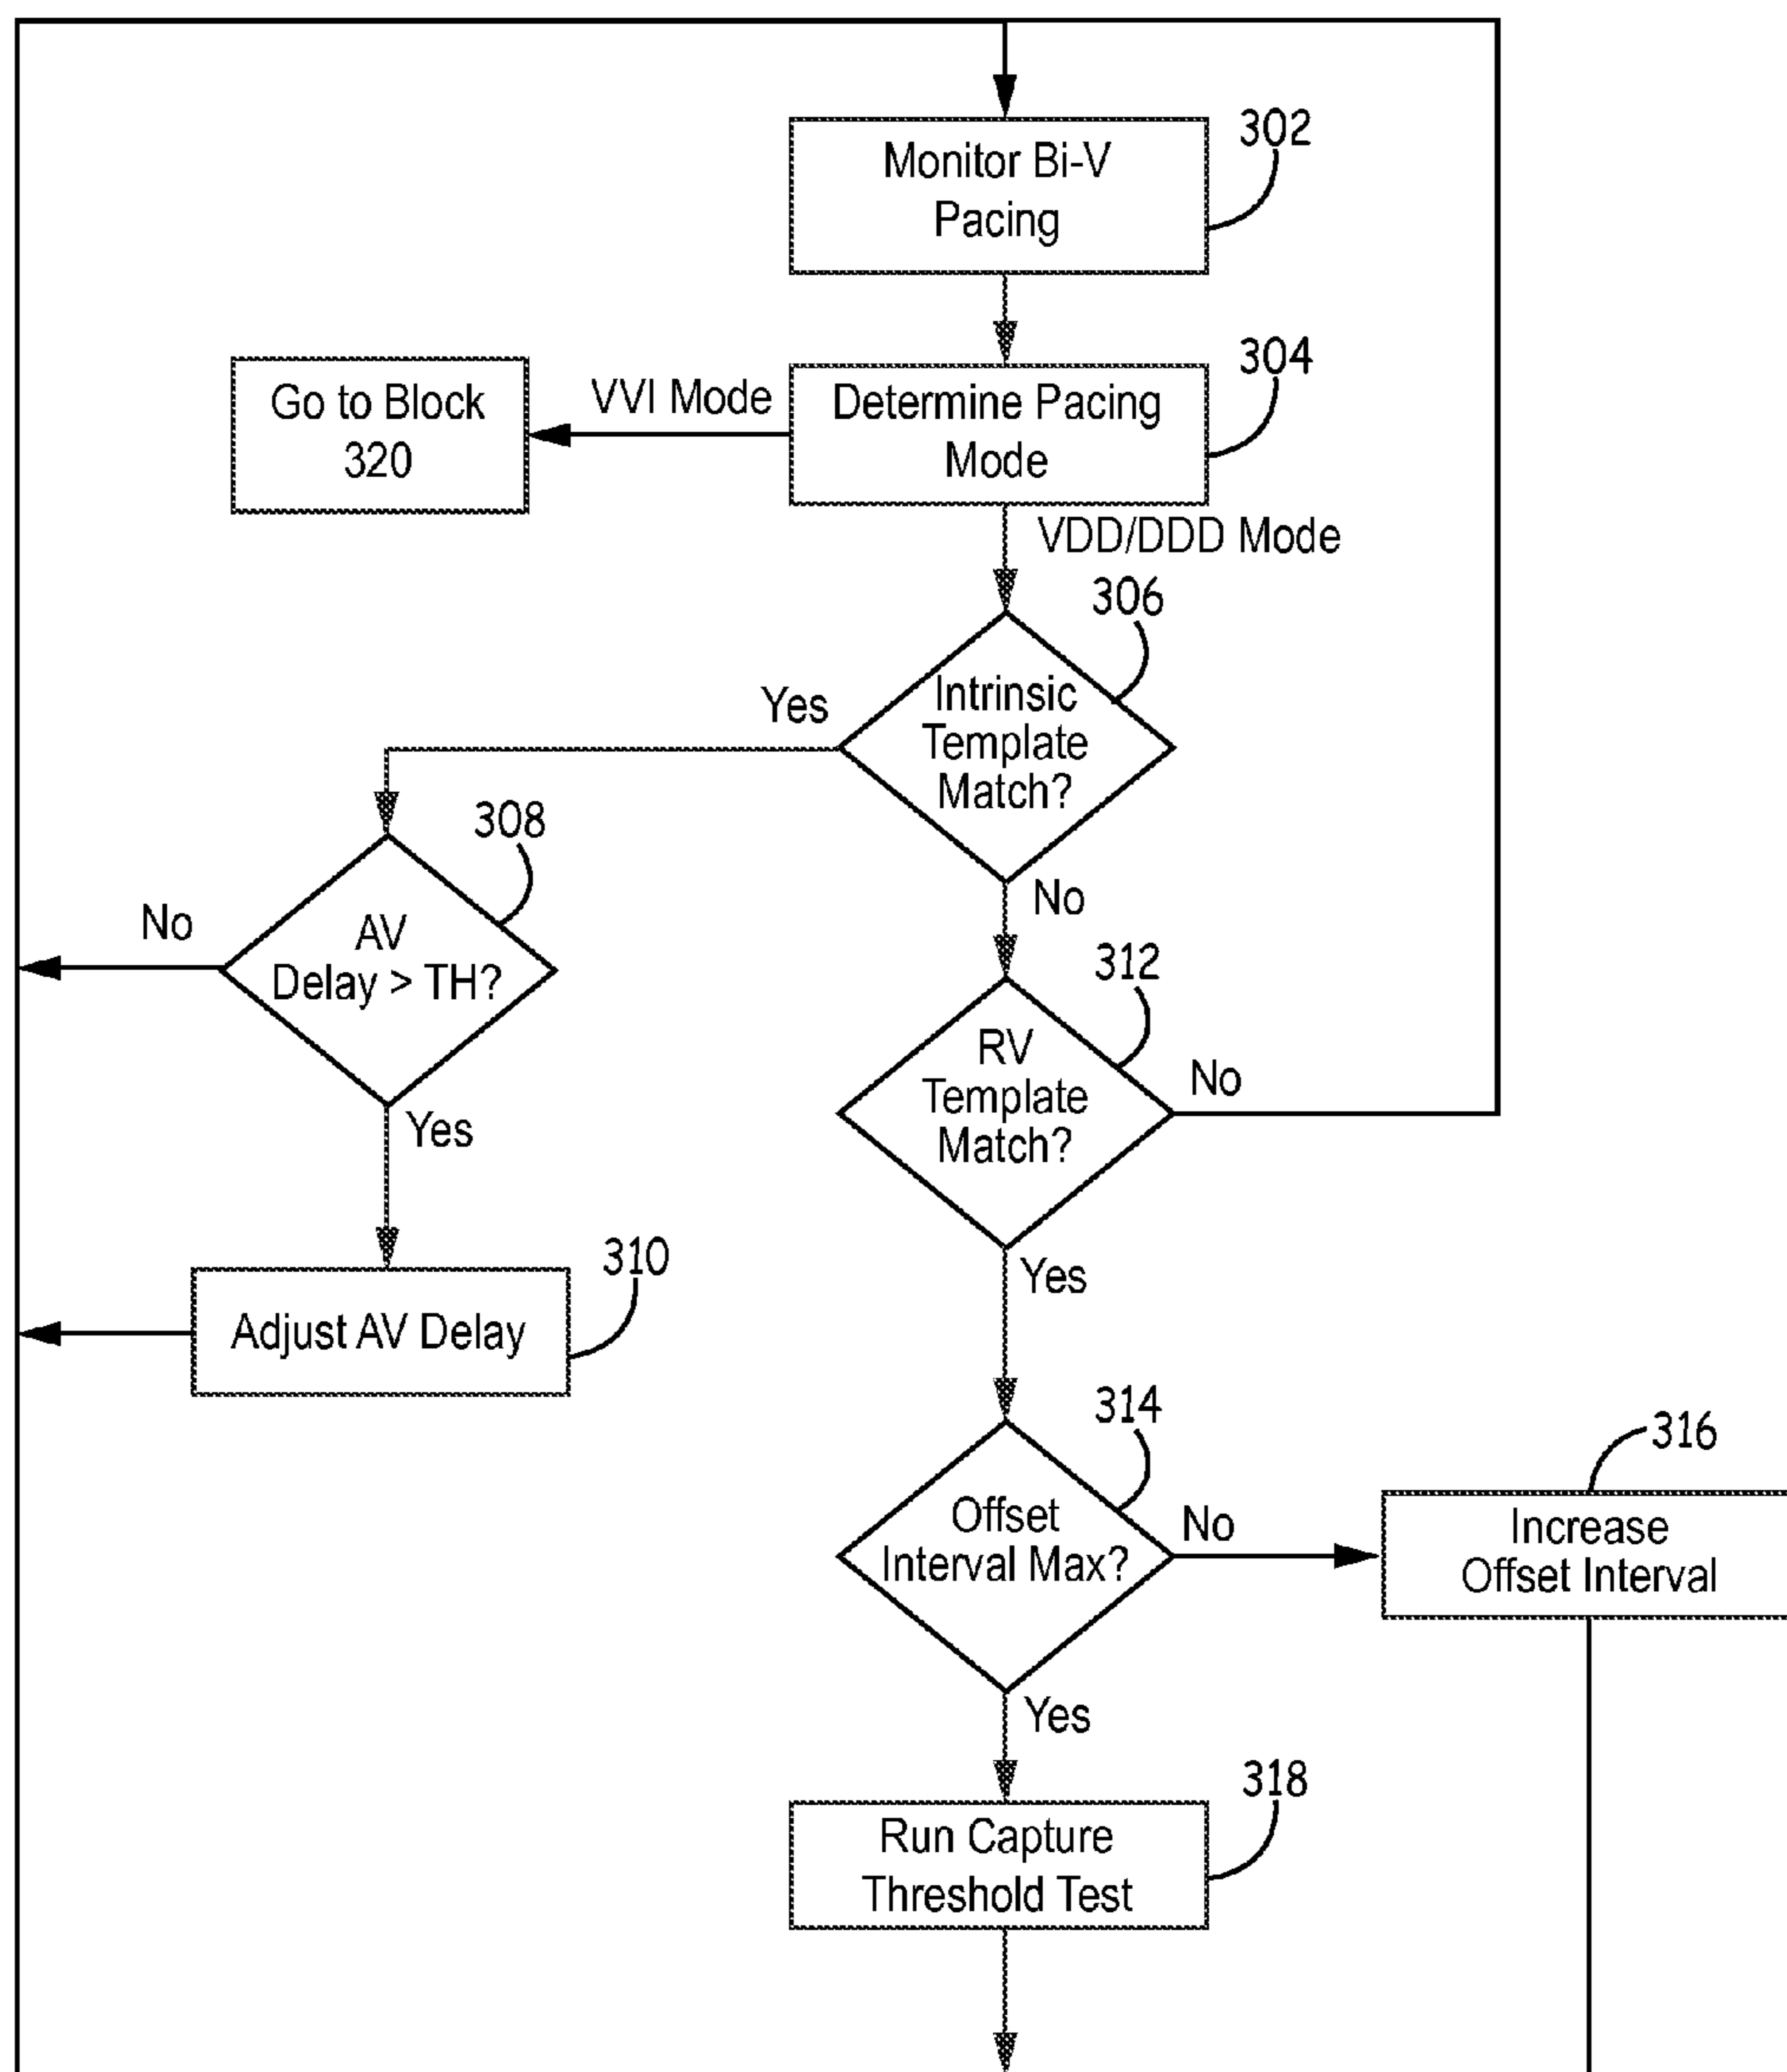 302
Monitor Bi-V
Pacing
304
Go to Block
320
VVI Mode
Determine Pacing
Mode
VDD/DDD Mode
306
Yes
Intrinsic
Template
Match?
308
No
No
AV
Delay > TH?
312
RV
Template
Match?
No
Yes
310
Yes
Adjust AV Delay
314
316
Offset
Interval Max?
No
Increase
Offset Interval
Yes
318
Run Capture
Threshold Test